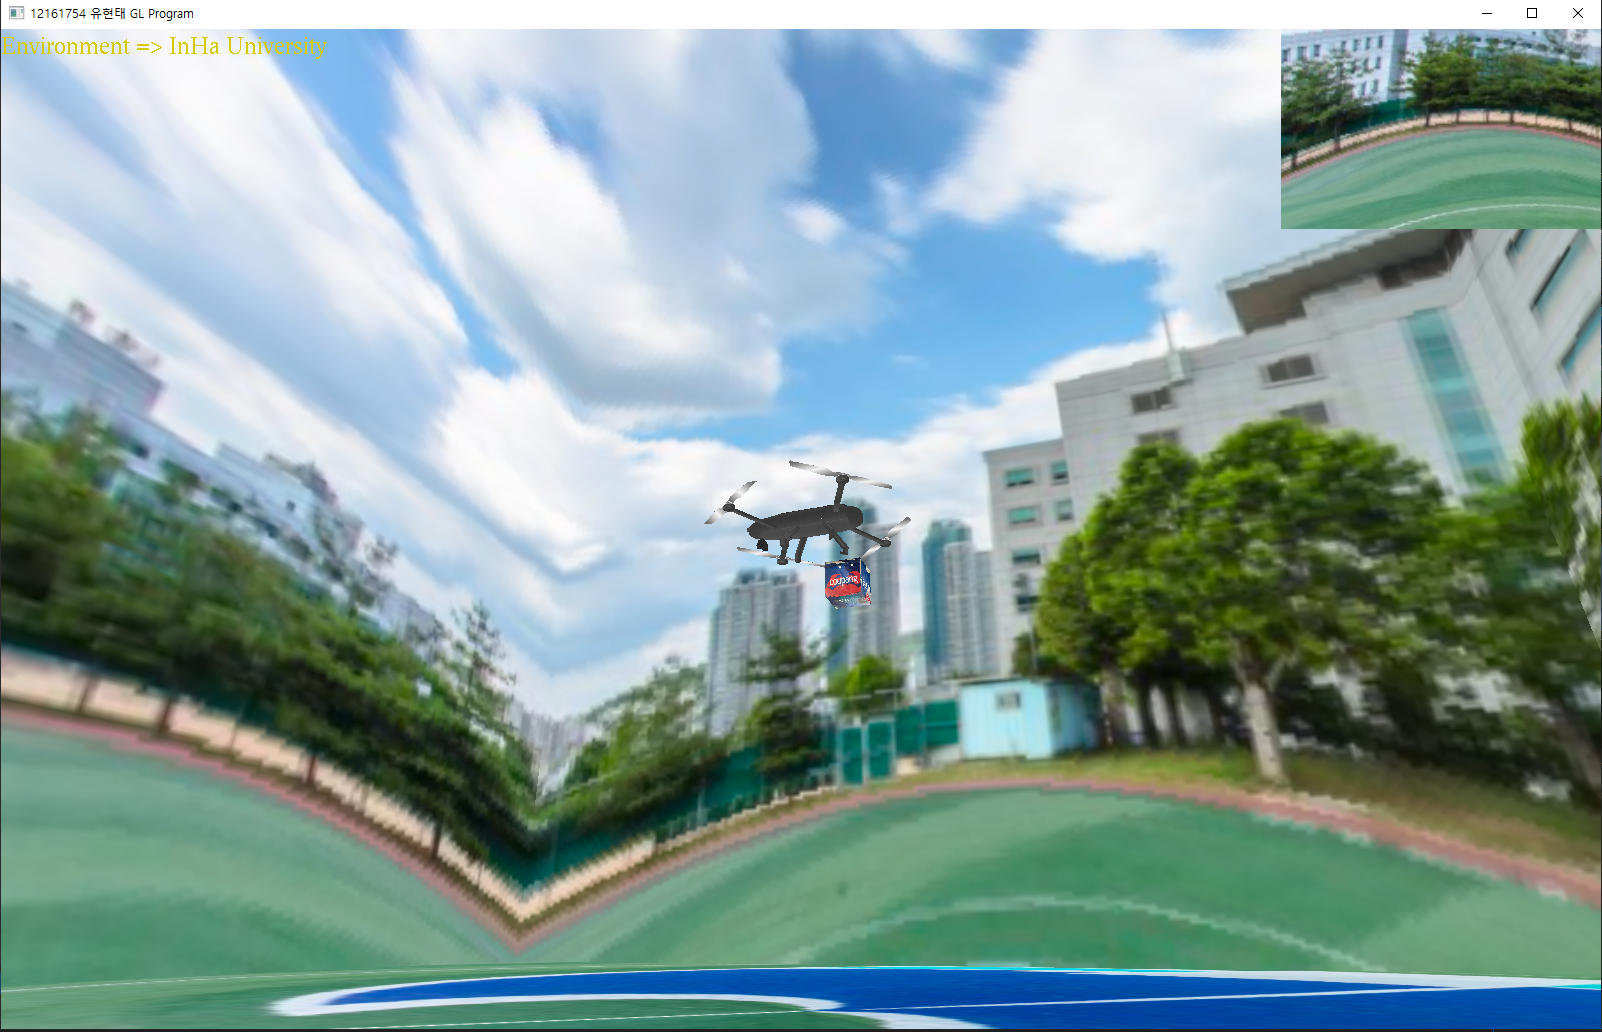 12161754 유현태 GL Program
Environment => InHa University
coupang